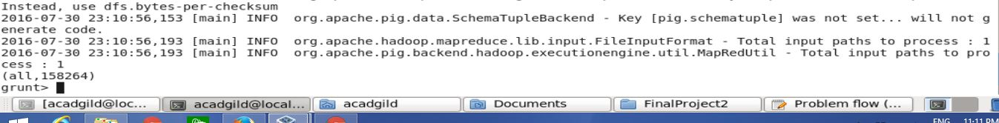 Instead, use dfs.bytes-per-checksum
2016-07-30 23:10:56,153 [main] INFO  org.apache.pig.data.SchemaTupleBackend - Key [pig.schematuple] was not set... will not g
enerate code.
2016-07-30 23:10:56,193 [main] INFO  org.apache.hadoop.mapreduce.lib.input.FileInputFormat - Total input paths to process : 1
2016-07-30 23:10:56,193 [main] INFO  org.apache.pig.backend.hadoop.executionengine.util.MapRedUtil - Total input paths to pro
cess : 1
(all,158264)
grunt>
[acadgild@loc... acadgild@local... acadgild Documents FinalProject2 Problem flow (...
ENG 11:11 PM